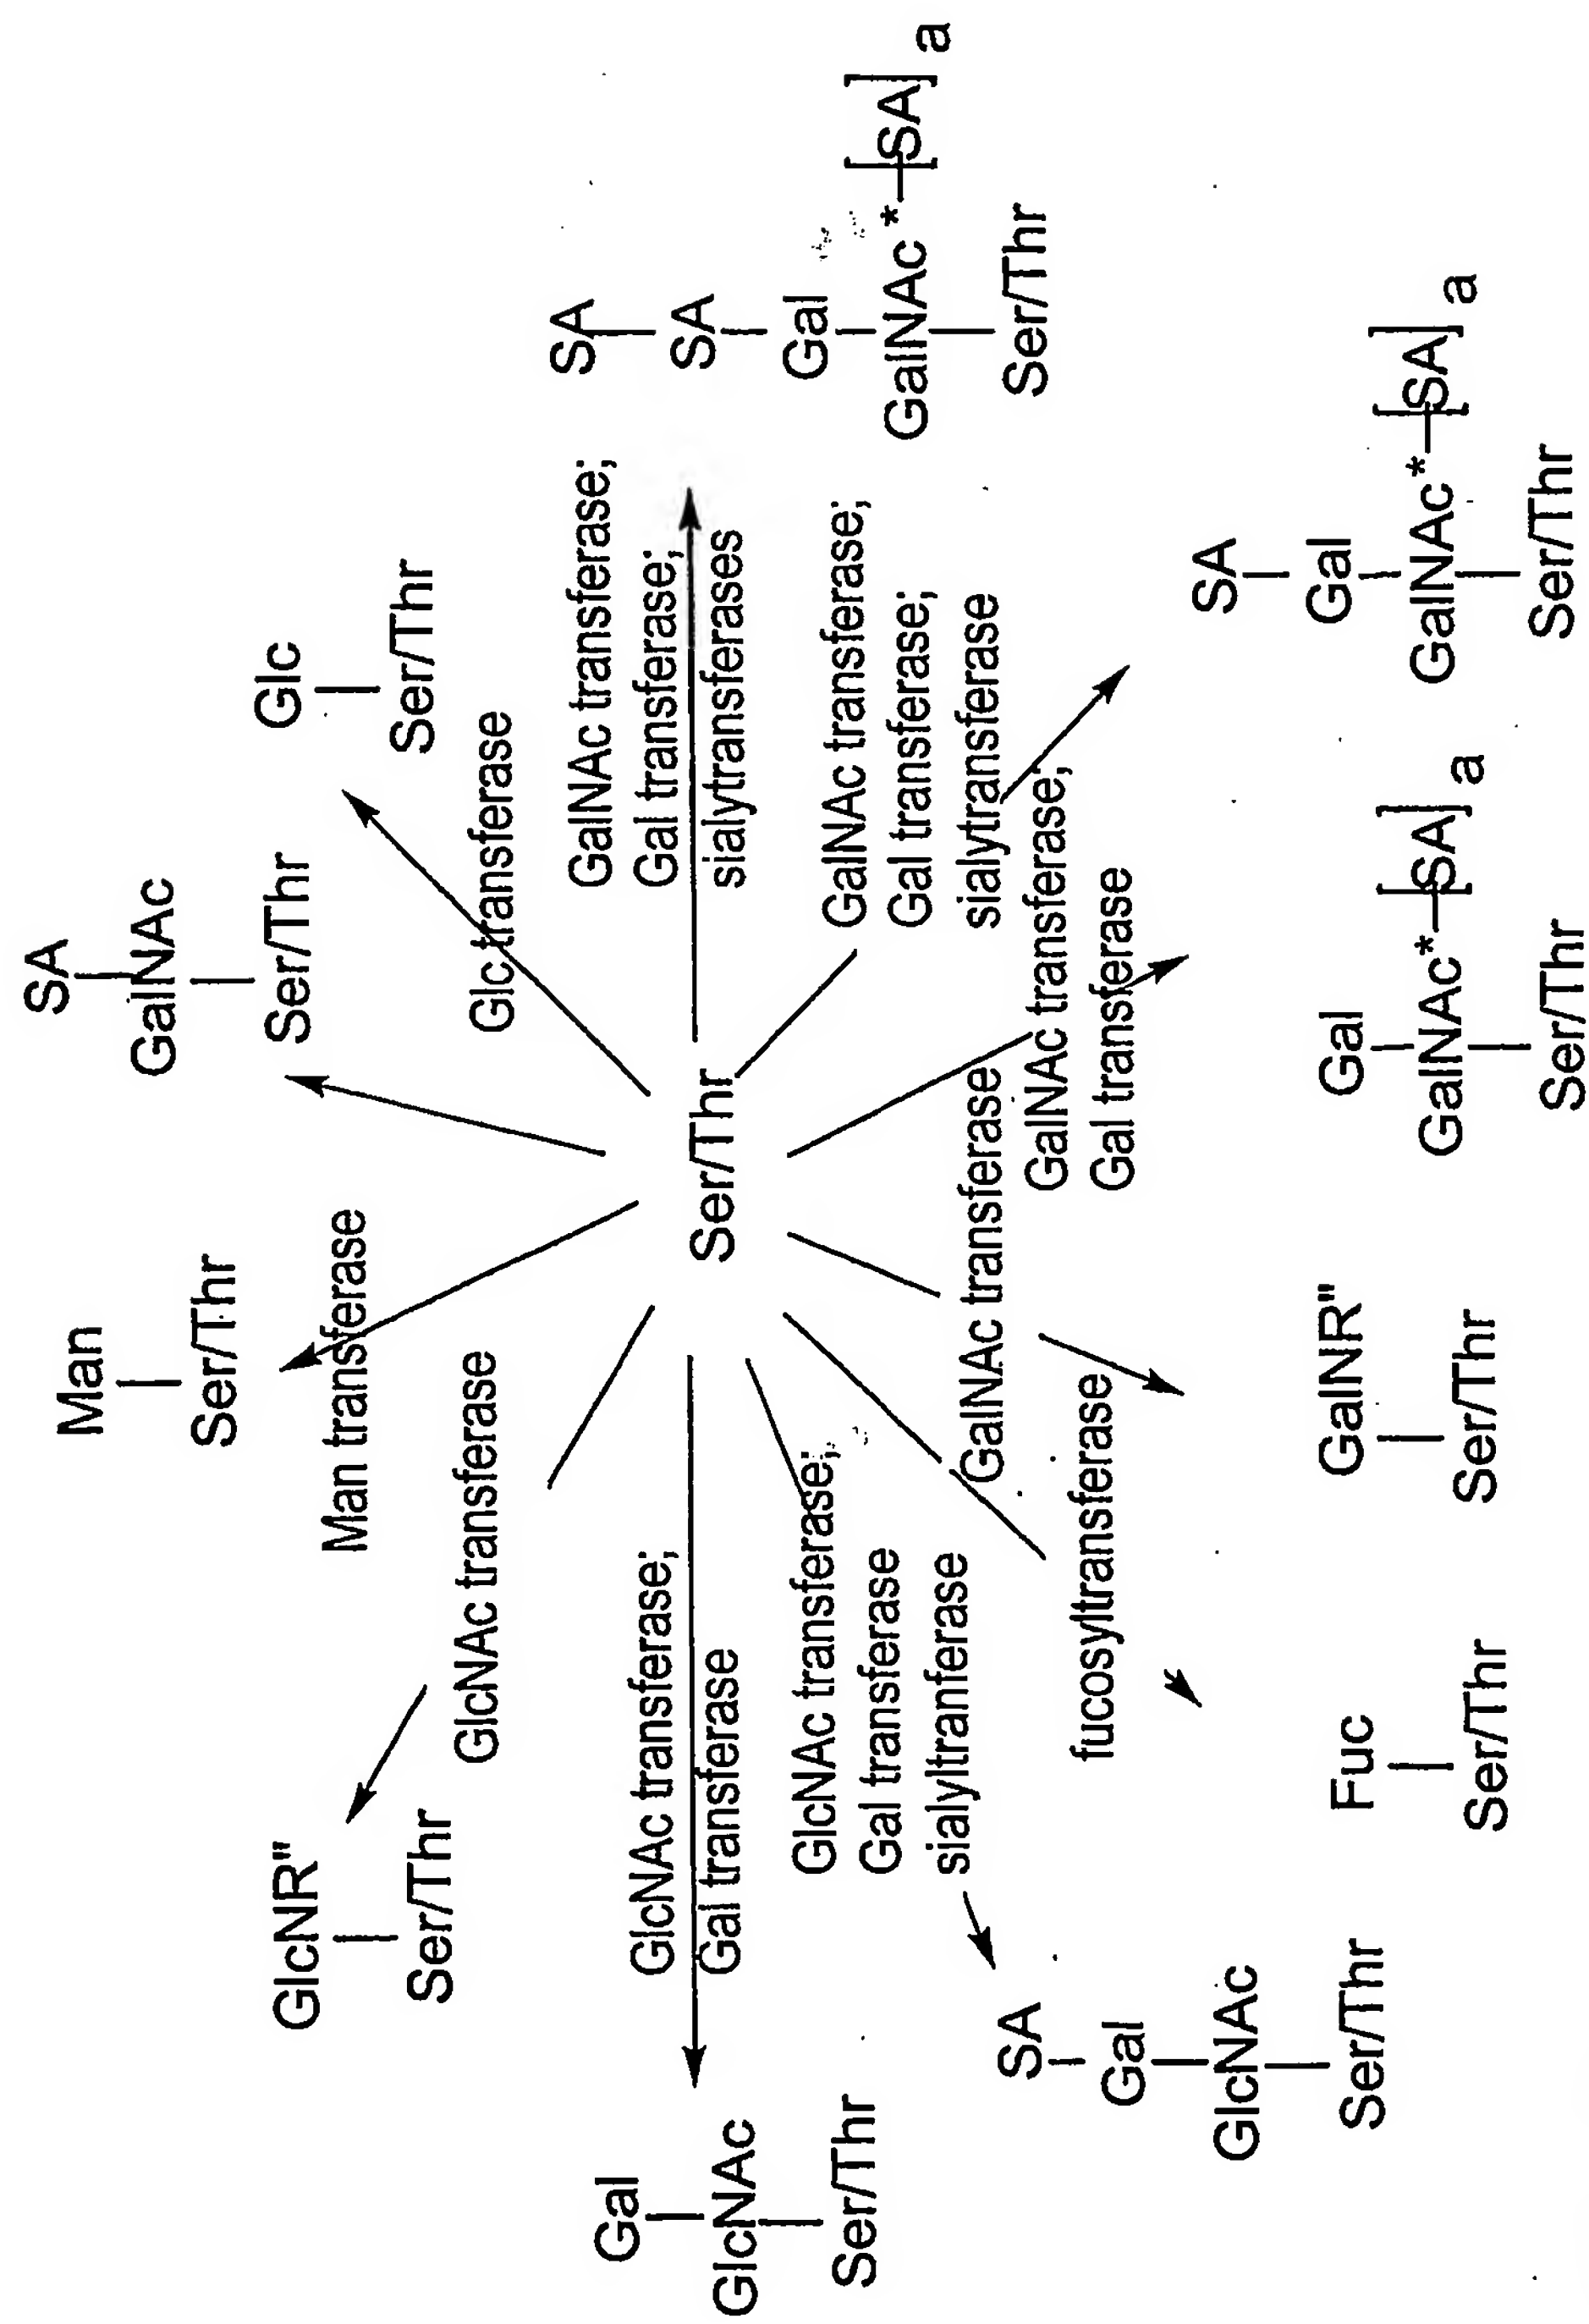 SA
GalNAc
Ser/Thr
Man
Ser/Thr
Man transferase
Glc
Ser/Thr
Glc transferase
GlcNR"
Ser/Thr
GlcNAc transferase
SA
SA
Gal
GalNAc*—[SA]a
Ser/Thr
GalNAc transferase;
Gal transferase;
sialytransferases
Gal
GlcNAc
Ser/Thr
GlcNAc transferase;
Gal transferase
Ser/Thr
GlcNAc transferase;
Gal transferase
sialyltranferase
GalNAc transferase;
Gal transferase;
sialytransferase
GalNAc transferase
GalNAc transferase;
Gal transferase
fucosyltransferase
SA
Gal
GlcNAc
Ser/Thr
Fuc
Ser/Thr
GalNR"
Ser/Thr
Gal
GalNAc*—[SA]a
Ser/Thr
SA
Gal
GalNAc*—[SA]a
Ser/Thr